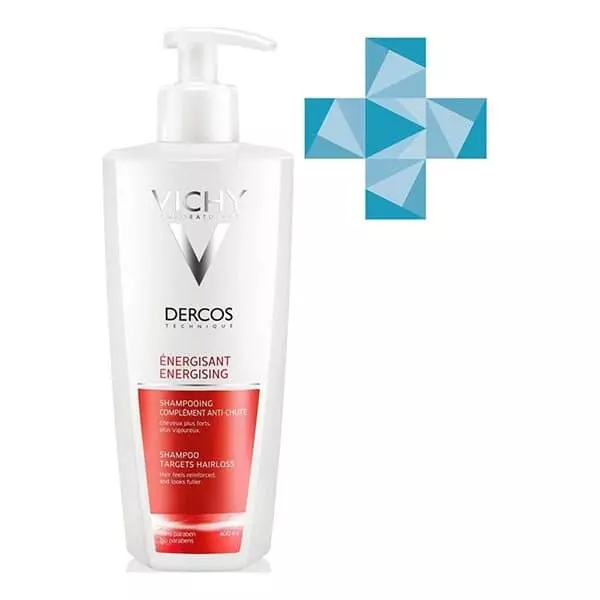 VICHY
LABORATOIRES
DERCOS
TECHNIQUE
ÉNERGISANT
ENERGISING
SHAMPOOING
COMPLÉMENT ANTI-CHUTE
Cheveux plus forts,
plus vigoureux.
SHAMPOO
TARGETS HAIRLOSS
Hair feels reinforced
and looks fuller.
Sans paraben
No parabens
400 ml